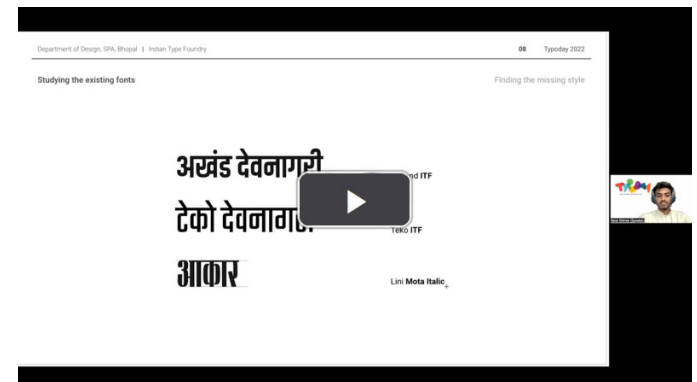 Department of Design, SPA, Bhopal | Indian Type Foundry 08 Typoday 2022
Studying the existing fonts FInding the missing style
अखंड देवनागरी ITF
टेको देवनागरी Teko ITF
आकार Lini Mota Italic